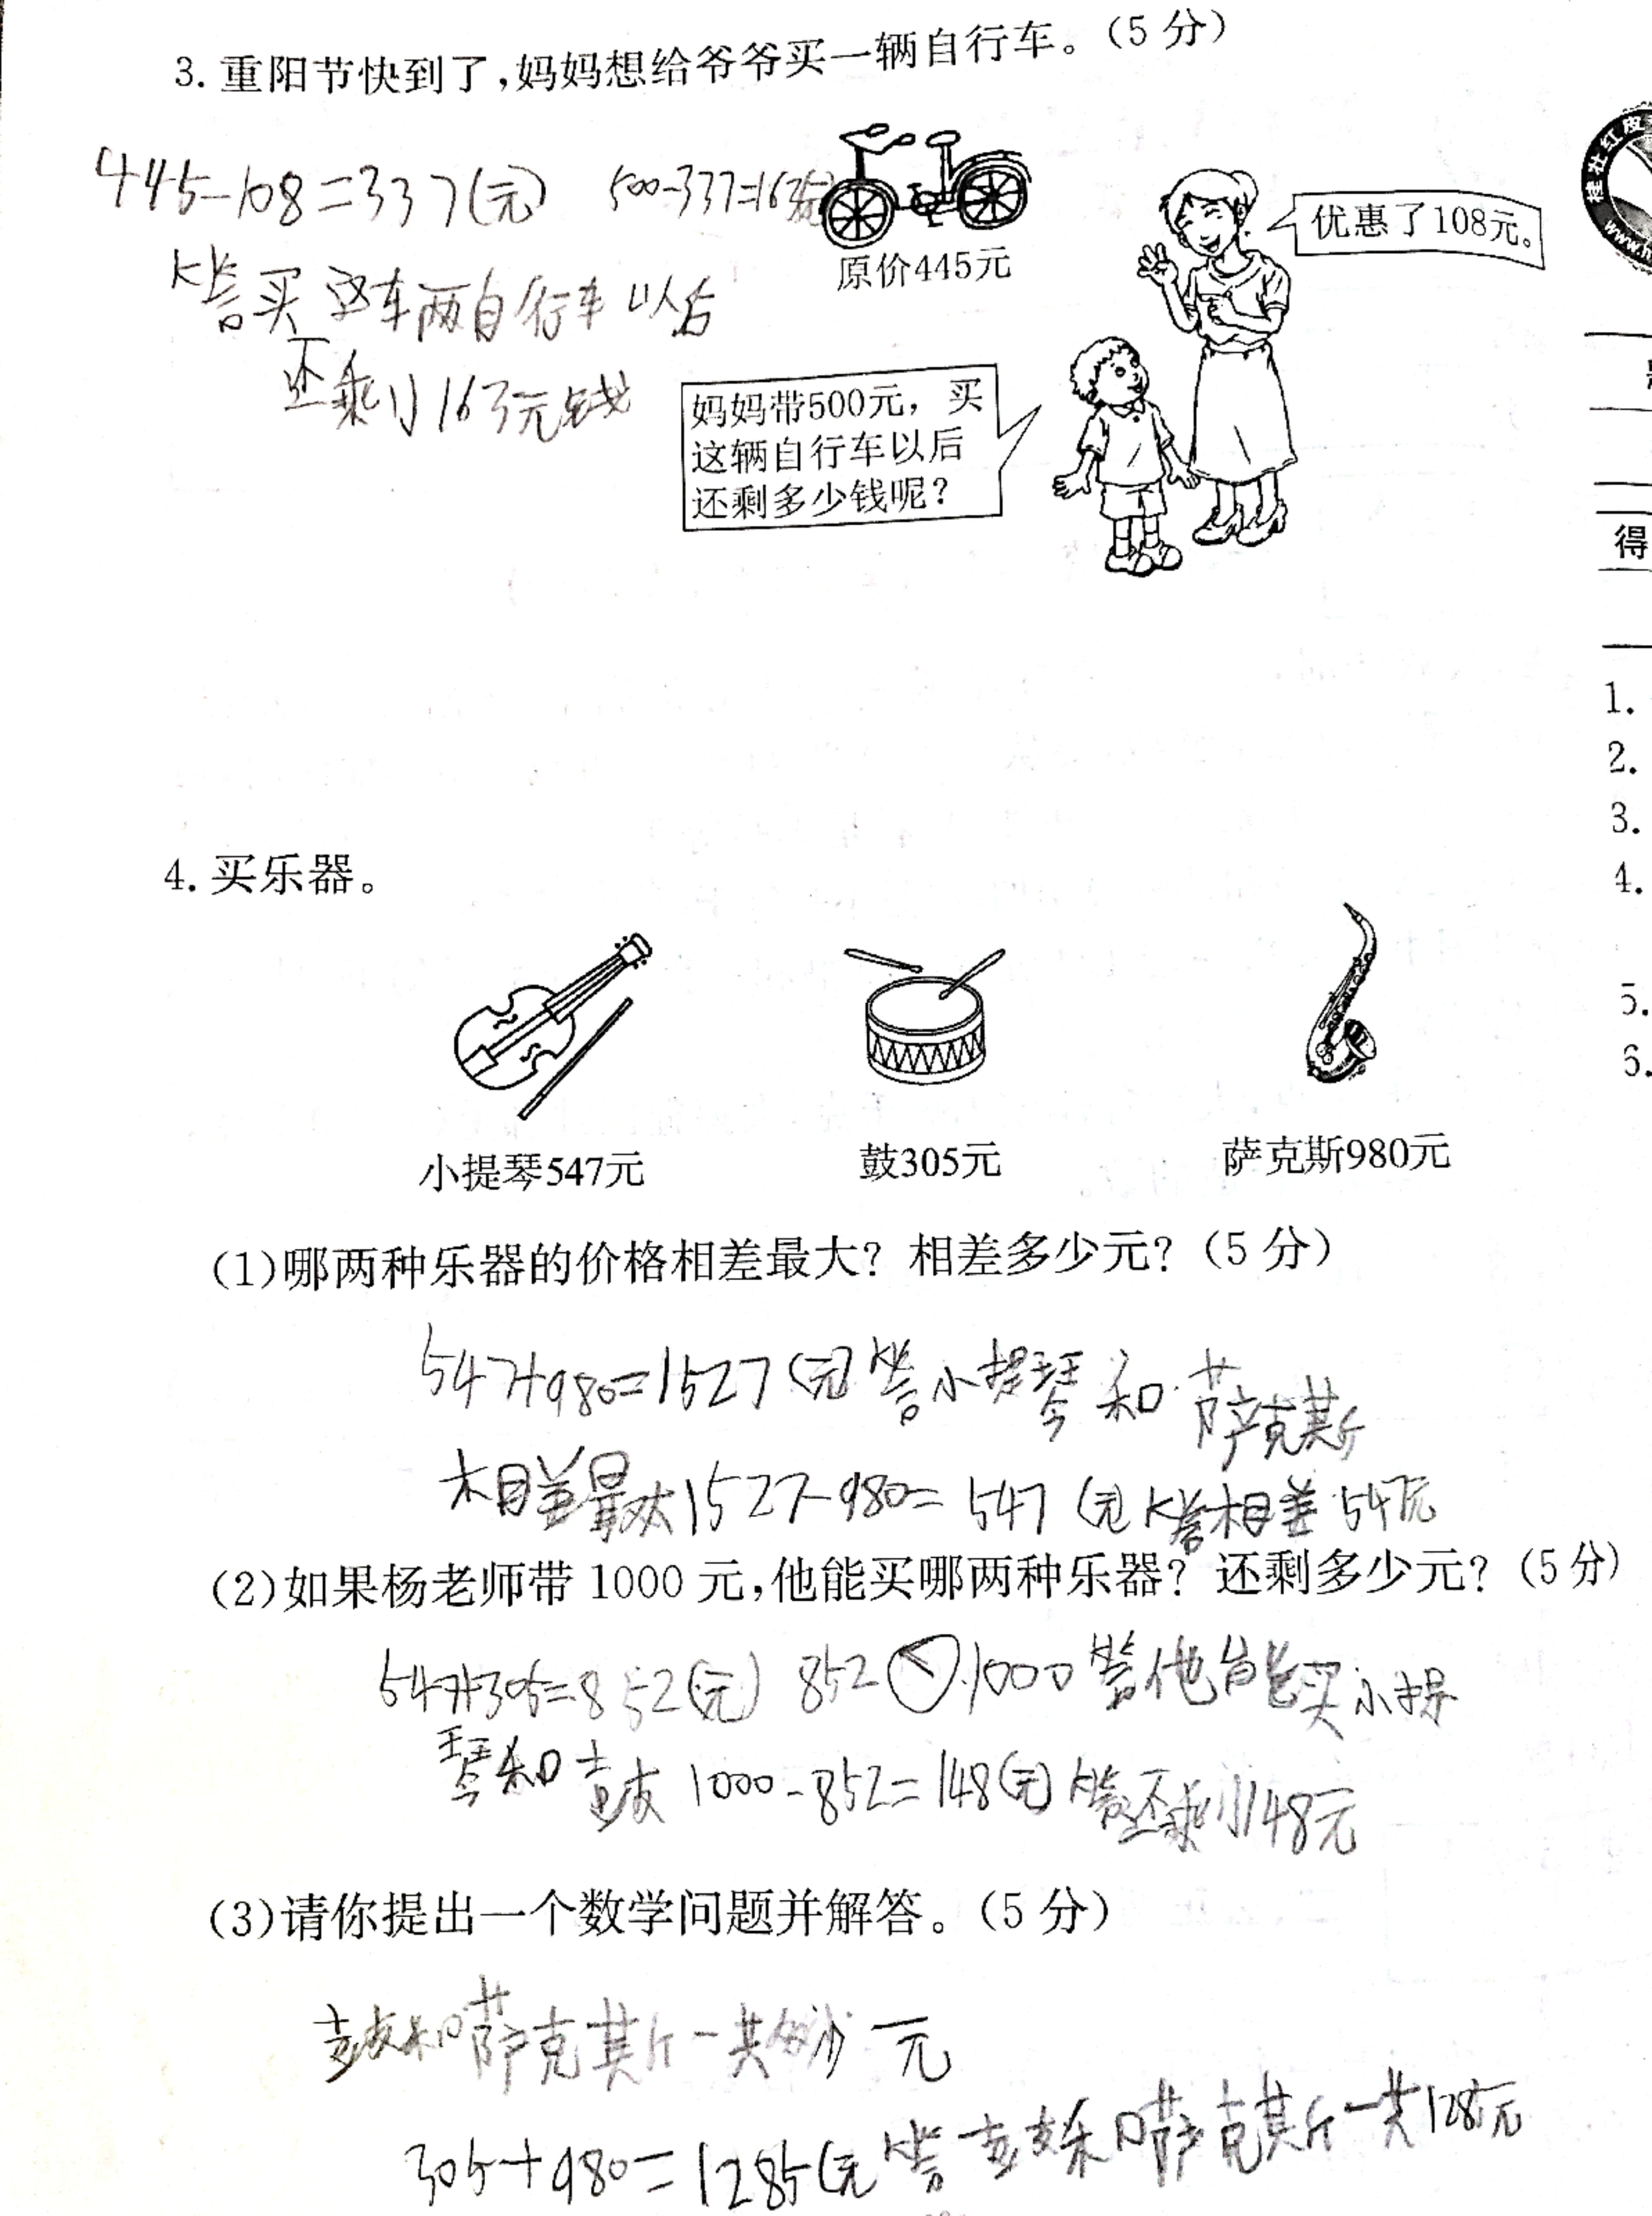 3. 重阳节快到了,妈妈想给爷爷买一辆自行车。(5 分)
445-108=337(元) 500-337=163(元)
优惠了108元。
原价445元
答买这车两自行车以后
还剩163元钱
妈妈带500元，买
这辆自行车以后
还剩多少钱呢？
得
1.
2.
3.
4.
5.
6.
4. 买乐器。
小提琴547元 鼓305元 萨克斯980元
(1)哪两种乐器的价格相差最大？相差多少元？(5 分)
547+980=1527(元)答小提琴和萨克斯
相差最大1527-980=547(元)答相差547元
(2)如果杨老师带 1000 元,他能买哪两种乐器？还剩多少元？(5 分)
547+305=852(元) 852<1000答他能买小提
琴和鼓 1000-852=148(元)答还剩148元
(3)请你提出一个数学问题并解答。(5 分)
鼓和萨克斯一共多少元
305+980=1285(元答鼓和萨克斯一共1285元